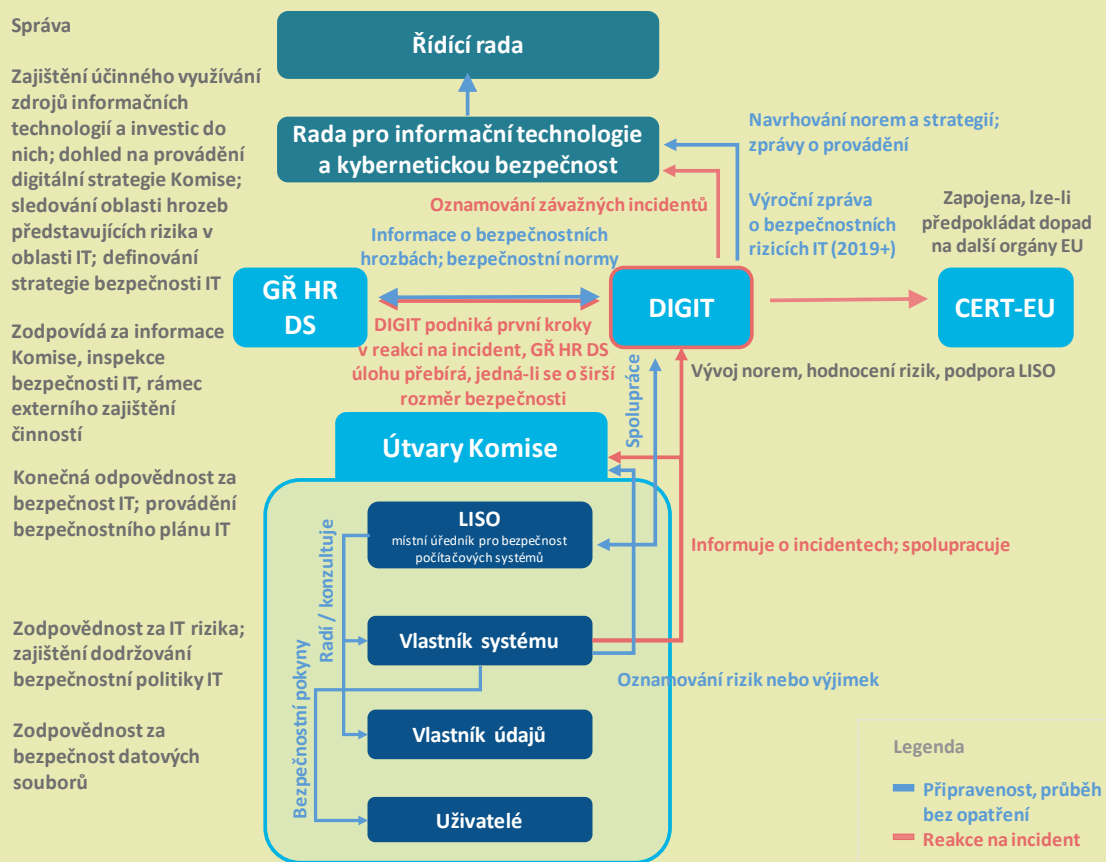 Správa
Řídící rada
Zajištění účinného využívání
zdrojů informačních
technologií a investic do
nich; dohled na provádění
digitální strategie Komise;
sledování oblasti hrozeb
představujících rizika v
oblasti IT; definování
strategie bezpečnosti IT
Rada pro informační technologie
a kybernetickou bezpečnost
Navrhování norem a strategií;
zprávy o provádění
Oznamování závažných incidentů
Výroční zpráva
o bezpečnostních
rizicích IT (2019+)
Zapojena, lze-li
předpokládat dopad
na další orgány EU
Informace o bezpečnostních
hrozbách; bezpečnostní normy
GŘ HR
DS
DIGIT
CERT-EU
DIGIT podniká první kroky
v reakci na incident, GŘ HR DS
úlohu přebírá, jedná-li se o širší
rozměr bezpečnosti
Zodpovídá za informace
Komise, inspekce
bezpečnosti IT, rámec
externího zajištění
činností
Vývoj norem, hodnocení rizik, podpora LISO
Spolupráce
Útvary Komise
Konečná odpovědnost za
bezpečnost IT; provádění
bezpečnostního plánu IT
LISO
místní úředník pro bezpečnost
počítačových systémů
Radí / konzultuje
Informuje o incidentech; spolupracuje
Zodpovědnost za IT rizika;
zajištění dodržování
bezpečnostní politiky IT
Vlastník systému
Oznamování rizik nebo výjimek
Bezpečnostní pokyny
Zodpovědnost za
bezpečnost datových
souborů
Vlastník údajů
Uživatelé
Legenda
Připravenost, průběh
bez opatření
Reakce na incident